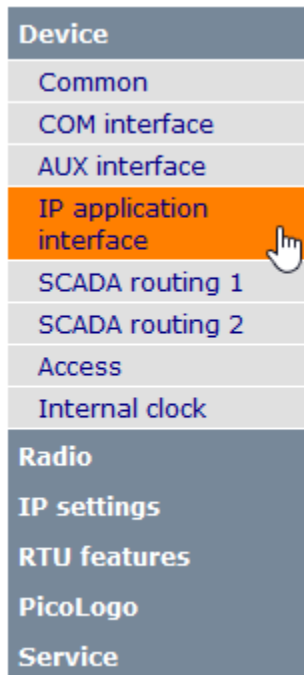 Device
Common
COM interface
AUX interface
IP application
interface
SCADA routing 1
SCADA routing 2
Access
Internal clock
Radio
IP settings
RTU features
PicoLogo
Service